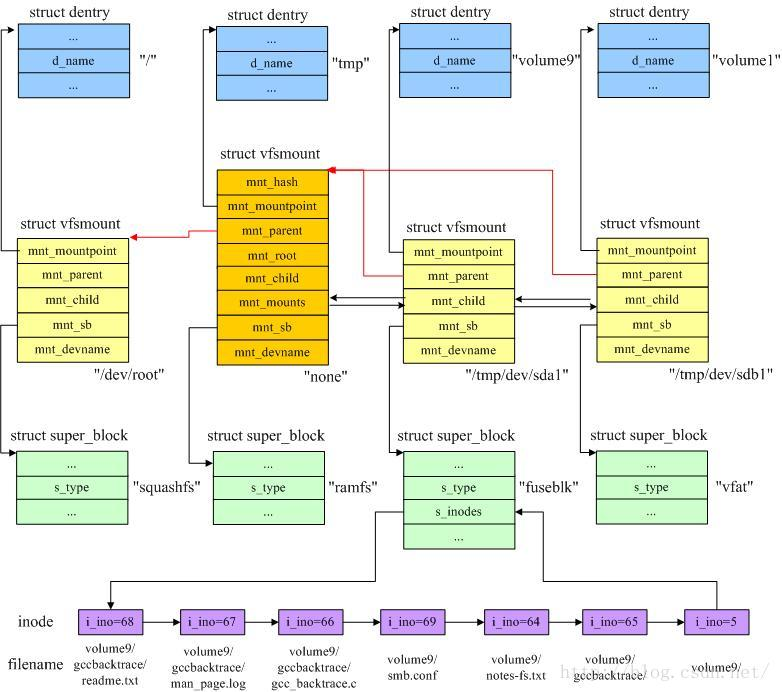 struct dentry
struct dentry
struct dentry
struct dentry
...
...
...
...
d_name
"/"
d_name
"tmp"
d_name
"volume9"
d_name
"volume1"
...
...
...
...
struct vfsmount
mnt_hash
mnt_mountpoint
mnt_parent
mnt_root
mnt_child
mnt_mounts
mnt_sb
mnt_devname
"none"
struct vfsmount
mnt_mountpoint
mnt_parent
mnt_child
mnt_sb
mnt_devname
"/dev/root"
struct vfsmount
mnt_mountpoint
mnt_parent
mnt_child
mnt_sb
mnt_devname
"/tmp/dev/sda1"
struct vfsmount
mnt_mountpoint
mnt_parent
mnt_child
mnt_sb
mnt_devname
"/tmp/dev/sdb1"
struct super_block
...
s_type
"squashfs"
...
struct super_block
...
s_type
"ramfs"
...
struct super_block
...
s_type
"fuseblk"
s_inodes
...
struct super_block
...
s_type
"vfat"
...
inode
i_ino=68
i_ino=67
i_ino=66
i_ino=69
i_ino=64
i_ino=65
i_ino=5
filename
volume9/
gccbacktrace/
readme.txt
volume9/
gccbacktrace/
man_page.log
volume9/
gccbacktrace/
gcc_backtrace.c
volume9/
smb.conf
volume9/
notes-fs.txt
volume9/
gccbacktrace/
volume9/
http://blog.csdn.net/